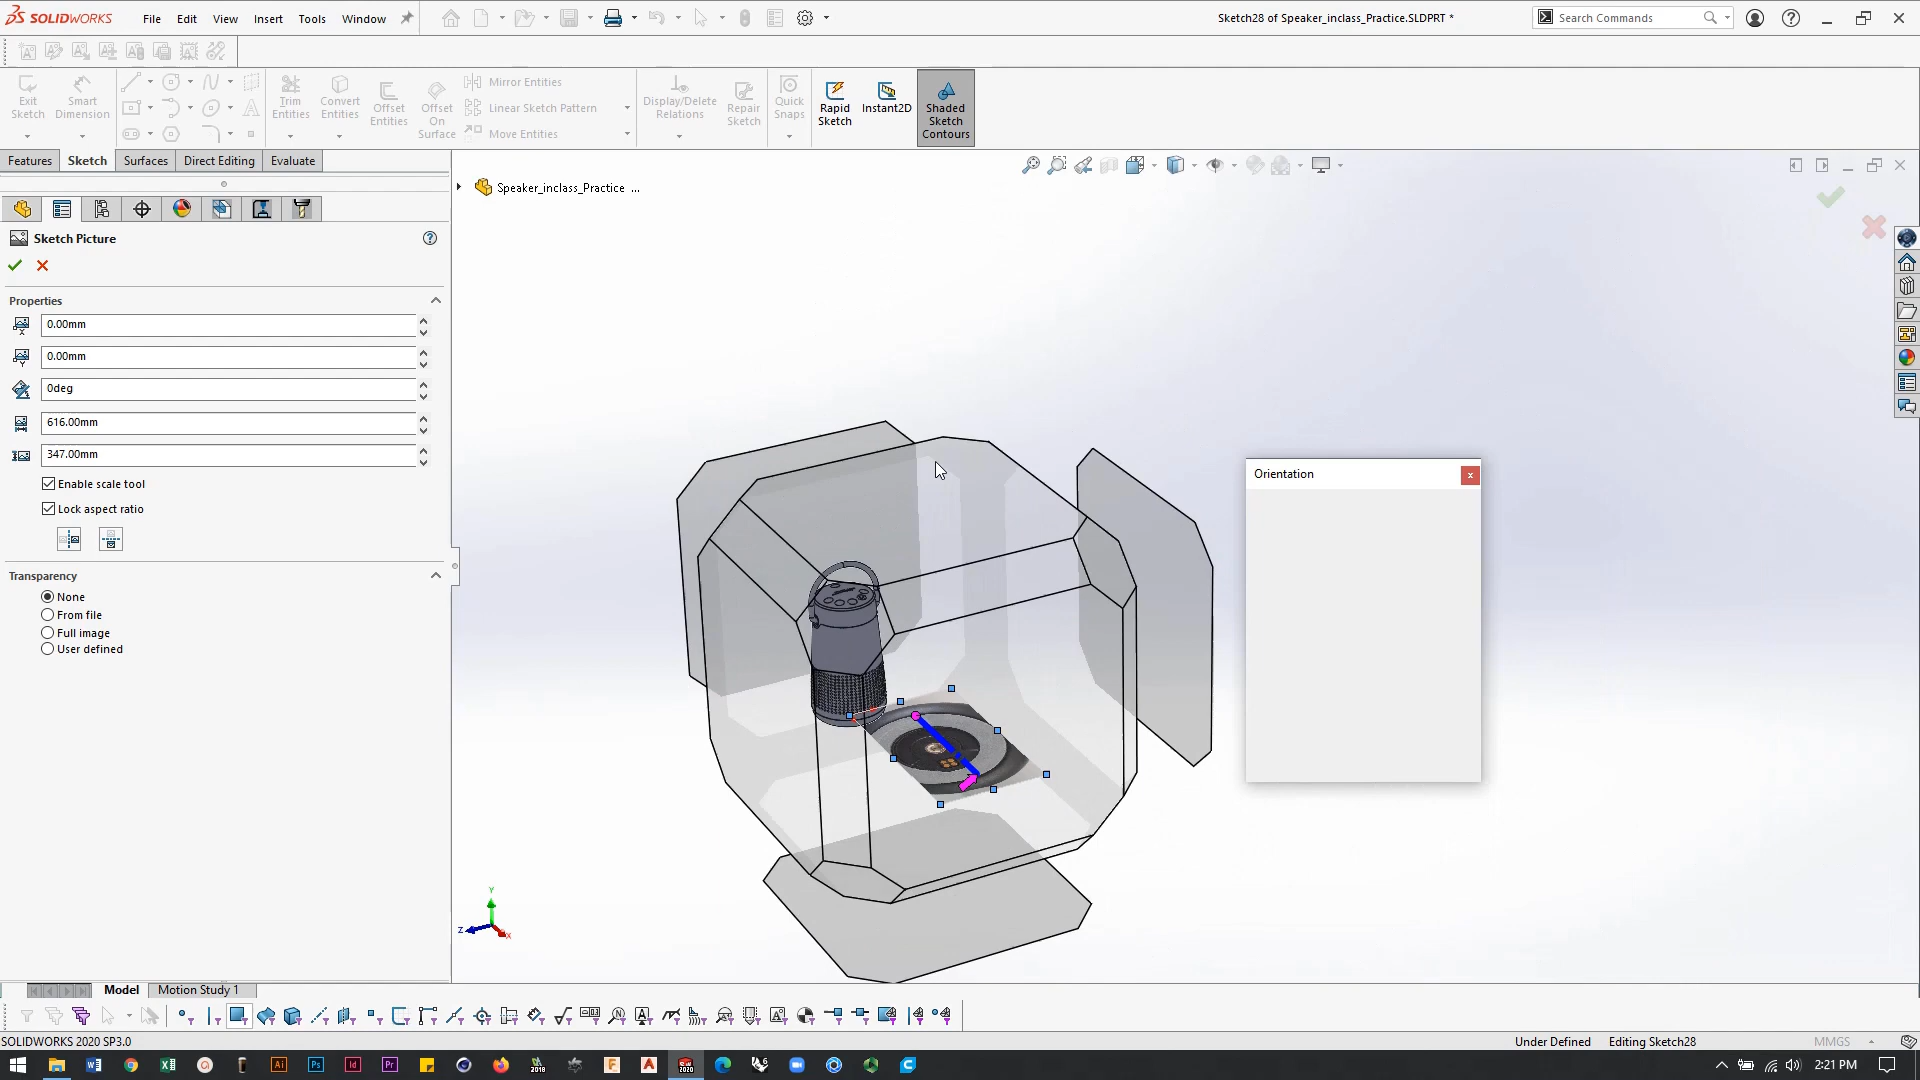 SOLIDWORKS
File Edit View Insert Tools Window
Sketch28 of Speaker_inclass_Practice.SLDPRT *
Search Commands
Exit Sketch
Smart Dimension
Trim Entities
Convert Entities
Offset Entities
Offset On Surface
Mirror Entities
Linear Sketch Pattern
Move Entities
Display/Delete Relations
Repair Sketch
Quick Snaps
Rapid Sketch
Instant2D
Shaded Sketch Contours
Features Sketch Surfaces Direct Editing Evaluate
Speaker_inclass_Practice ...
Sketch Picture
Properties
0.00mm
0.00mm
0deg
616.00mm
347.00mm
Enable scale tool
Lock aspect ratio
Transparency
None
From file
Full image
User defined
Orientation
Y
Z
X
Model Motion Study 1
SOLIDWORKS 2020 SP3.0
Under Defined Editing Sketch28 MMGS
2:21 PM